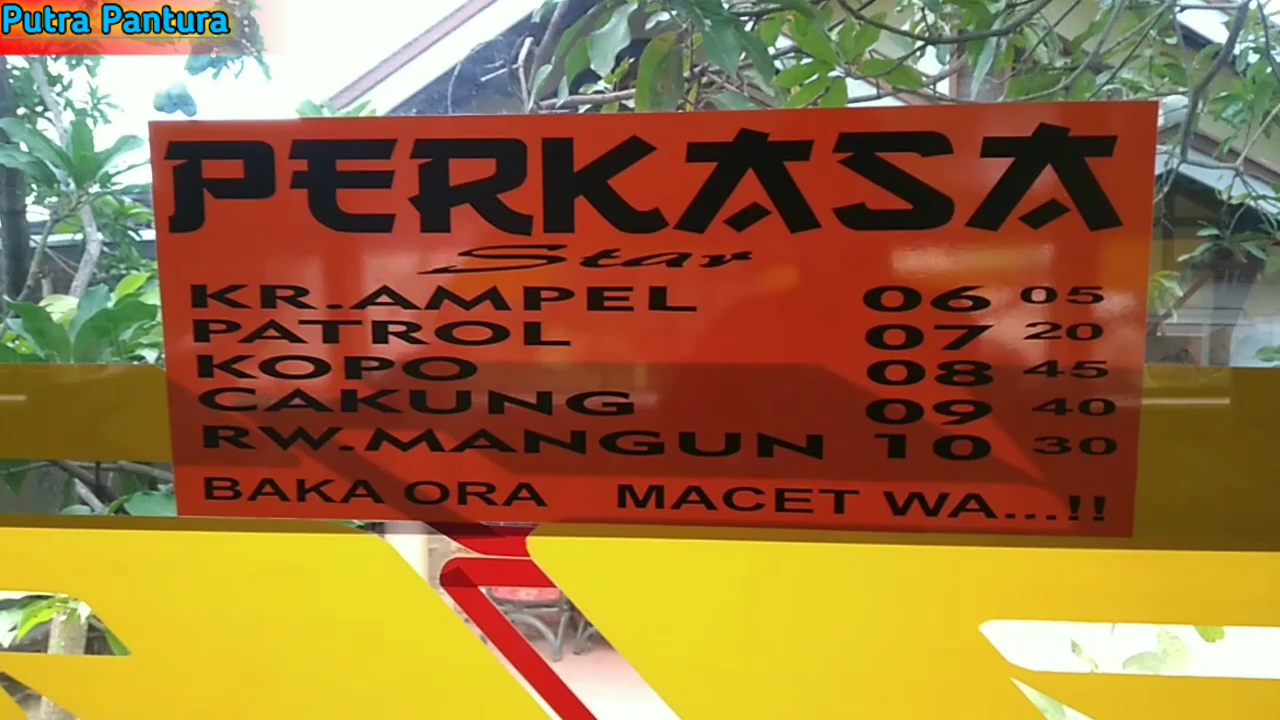 Putra Pantura
PERKASA
Star
KR.AMPEL 06 05
PATROL 07 20
KOPO 08 45
CAKUNG 09 40
RW.MANGUN 10 30
BAKA ORA MACET WA...!!